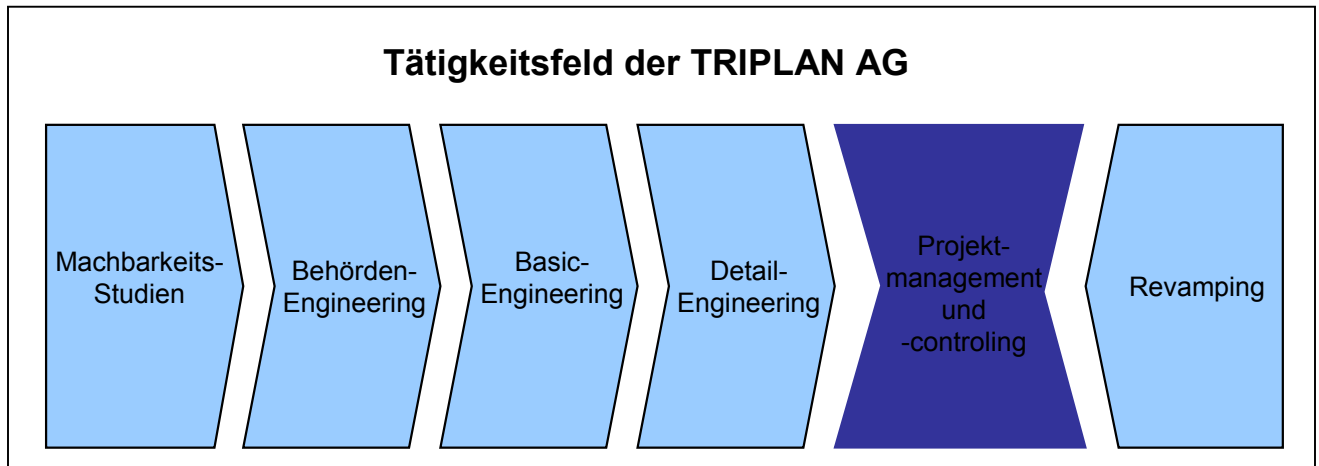 Tätigkeitsfeld der TRIPLAN AG
Machbarkeits-
Studien
Behörden-
Engineering
Basic-
Engineering
Detail-
Engineering
Projekt-
management
und
-controling
Revamping